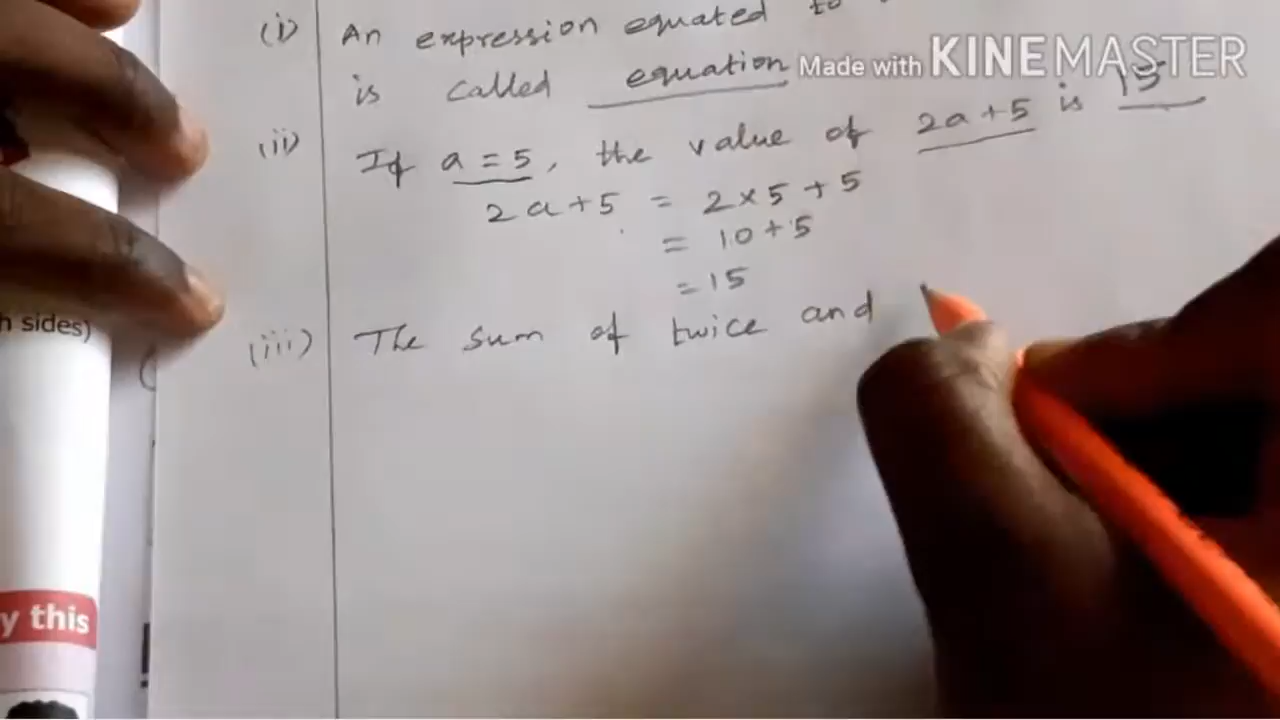 (i) An expression equated to
is called equation
Made with KINEMASTER
(ii) If a = 5, the value of 2a + 5 is 15
2a + 5 = 2 × 5 + 5
= 10 + 5
= 15
(iii) The sum of twice and
h sides)
y this